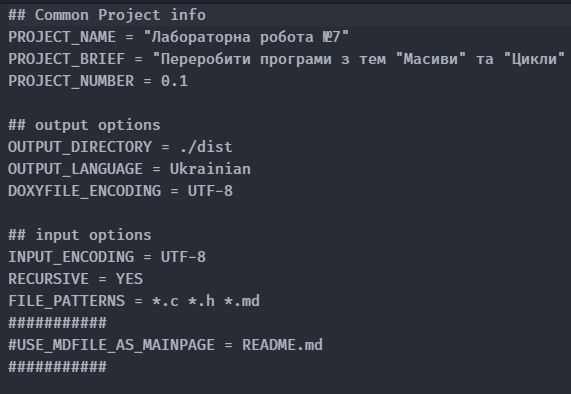 ## Common Project info
PROJECT_NAME = "Лабораторна робота №7"
PROJECT_BRIEF = "Переробити програми з тем "Масиви" та "Цикли"
PROJECT_NUMBER = 0.1
## output options
OUTPUT_DIRECTORY = ./dist
OUTPUT_LANGUAGE = Ukrainian
DOXYFILE_ENCODING = UTF-8
## input options
INPUT_ENCODING = UTF-8
RECURSIVE = YES
FILE_PATTERNS = *.c *.h *.md
###########
#USE_MDFILE_AS_MAINPAGE = README.md
###########